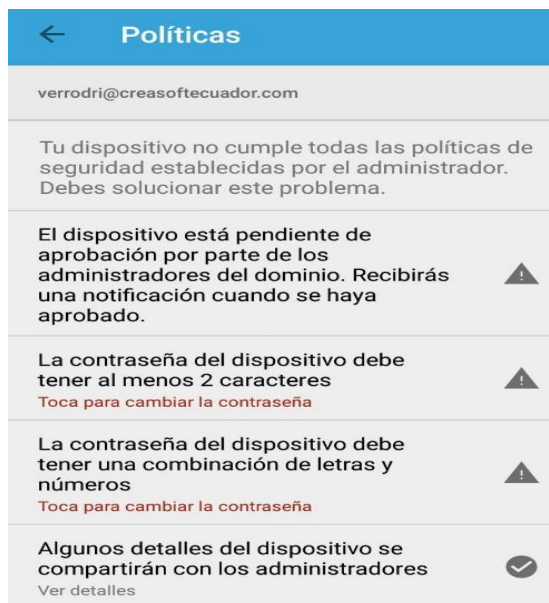 Políticas
verrodri@creasoftecuador.com
Tu dispositivo no cumple todas las políticas de
seguridad establecidas por el administrador.
Debes solucionar este problema.
El dispositivo está pendiente de
aprobación por parte de los
administradores del dominio. Recibirás
una notificación cuando se haya
aprobado.
La contraseña del dispositivo debe
tener al menos 2 caracteres
Toca para cambiar la contraseña
La contraseña del dispositivo debe
tener una combinación de letras y
números
Toca para cambiar la contraseña
Algunos detalles del dispositivo se
compartirán con los administradores
Ver detalles